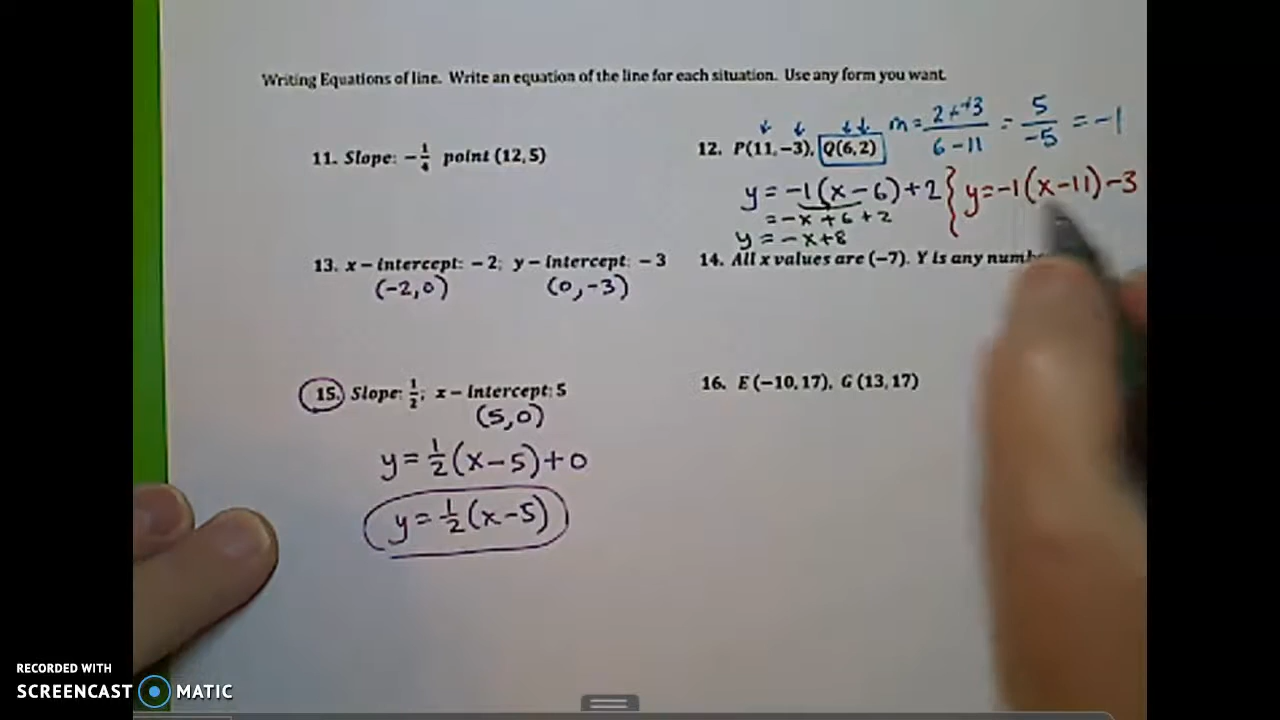 Writing Equations of line. Write an equation of the line for each situation. Use any form you want.
11. Slope: -1/4 point (12,5)
12. P(11,-3), Q(6,2) m = 2++3/6-11 = 5/-5 = -1
y = -1(x-6)+2 { y=-1(x-11)-3
= -x+6+2
y = -x+8
13. x - intercept: -2; y - intercept: -3
(-2,0) (0,-3)
14. All x values are (-7). Y is any
15. Slope: 1/2; x - intercept: 5
(5,0)
y = 1/2(x-5)+0
y = 1/2(x-5)
16. E(-10,17), G(13,17)
RECORDED WITH
SCREENCAST MATIC